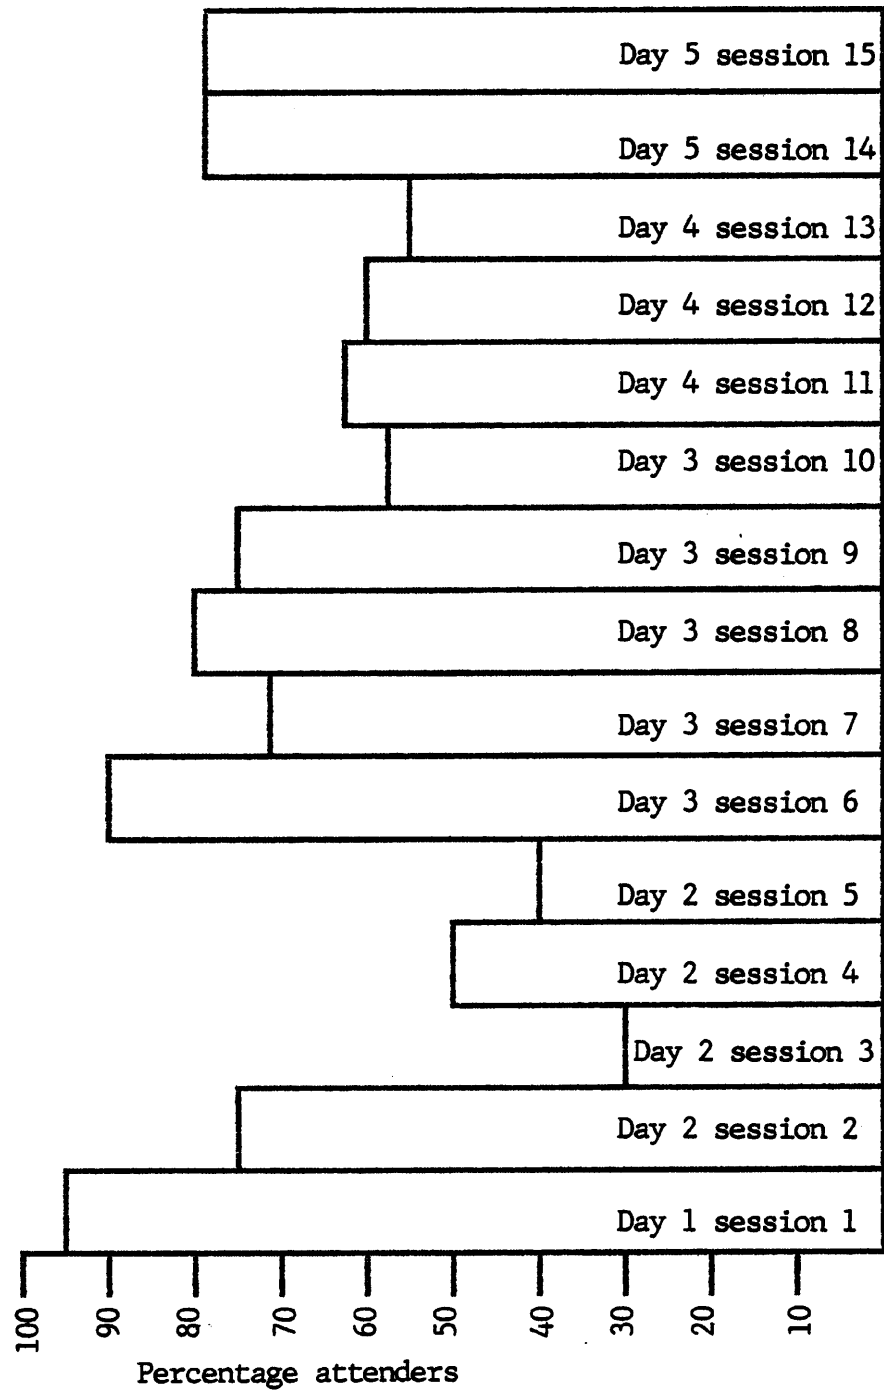 Day 5 session 15
Day 5 session 14
Day 4 session 13
Day 4 session 12
Day 4 session 11
Day 3 session 10
Day 3 session 9
Day 3 session 8
Day 3 session 7
Day 3 session 6
Day 2 session 5
Day 2 session 4
Day 2 session 3
Day 2 session 2
Day 1 session 1
100 90 80 70 60 50 40 30 20 10
Percentage attenders